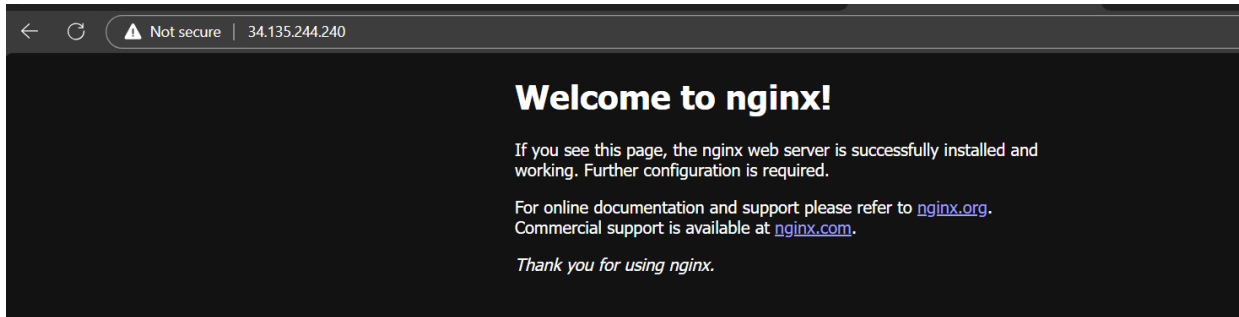 Not secure | 34.135.244.240
Welcome to nginx!
If you see this page, the nginx web server is successfully installed and
working. Further configuration is required.
For online documentation and support please refer to nginx.org.
Commercial support is available at nginx.com.
Thank you for using nginx.